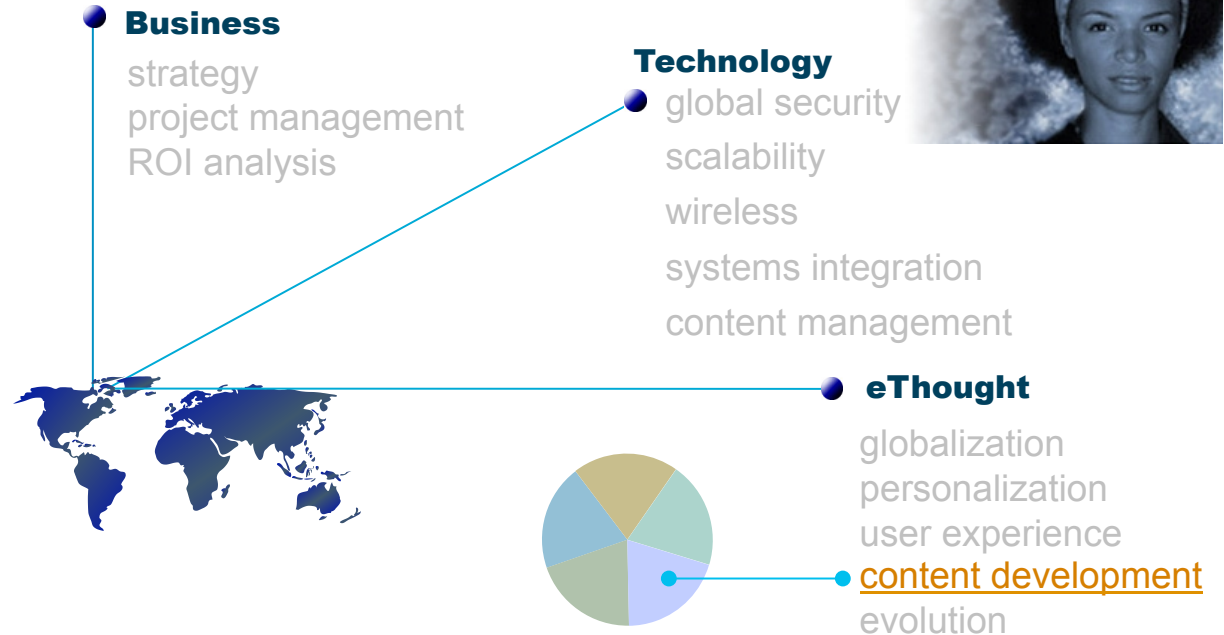 Business
strategy
project management
ROI analysis
Technology
global security
scalability
wireless
systems integration
content management
eThought
globalization
personalization
user experience
content development
evolution